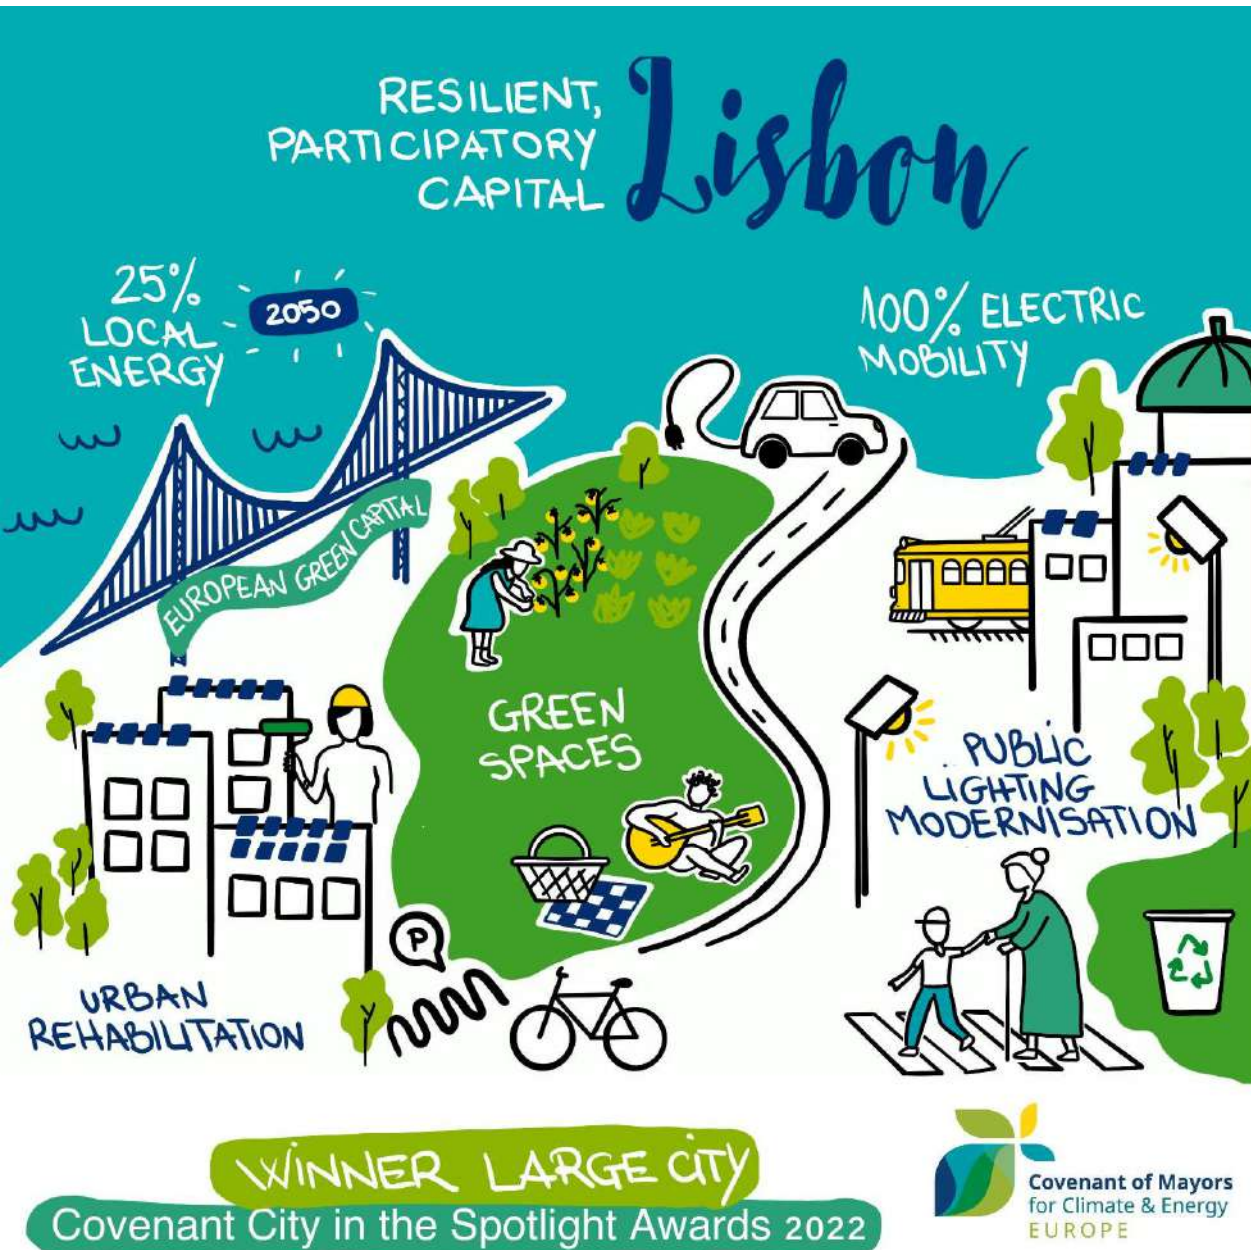 RESILIENT,
PARTICIPATORY
CAPITAL
Lisbon
25%
LOCAL
ENERGY
2050
100% ELECTRIC
MOBILITY
EUROPEAN GREEN CAPITAL
GREEN
SPACES
PUBLIC
LIGHTING
MODERNISATION
P
URBAN
REHABILITATION
WINNER LARGE CITY
Covenant City in the Spotlight Awards 2022
Covenant of Mayors
for Climate & Energy
EUROPE